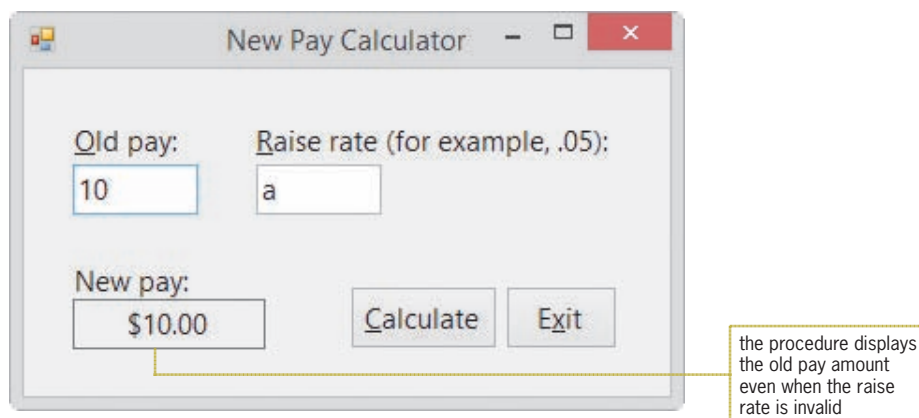 New Pay Calculator
Old pay:
Raise rate (for example, .05):
10
a
New pay:
$10.00
Calculate
Exit
the procedure displays
the old pay amount
even when the raise
rate is invalid